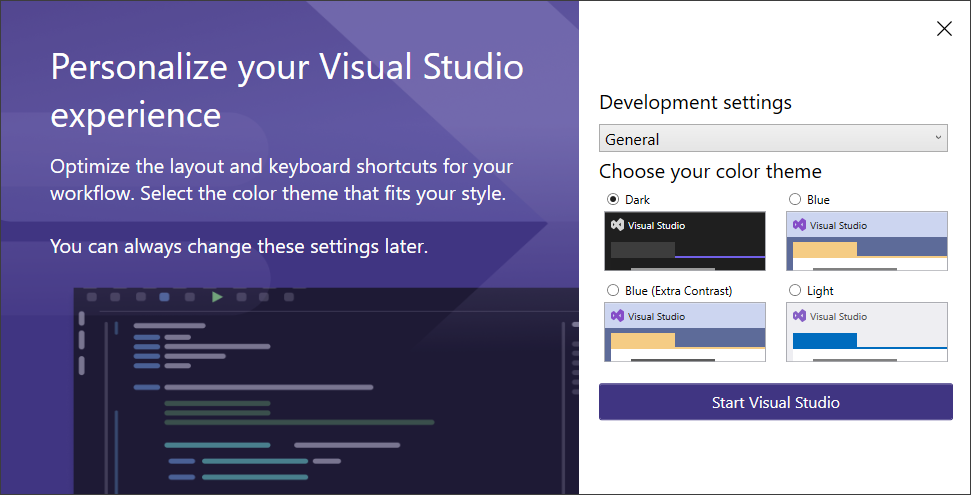 Personalize your Visual Studio
experience
Optimize the layout and keyboard shortcuts for your
workflow. Select the color theme that fits your style.
You can always change these settings later.
Development settings
General
Choose your color theme
Dark
Visual Studio
Blue
Visual Studio
Blue (Extra Contrast)
Visual Studio
Light
Visual Studio
Start Visual Studio